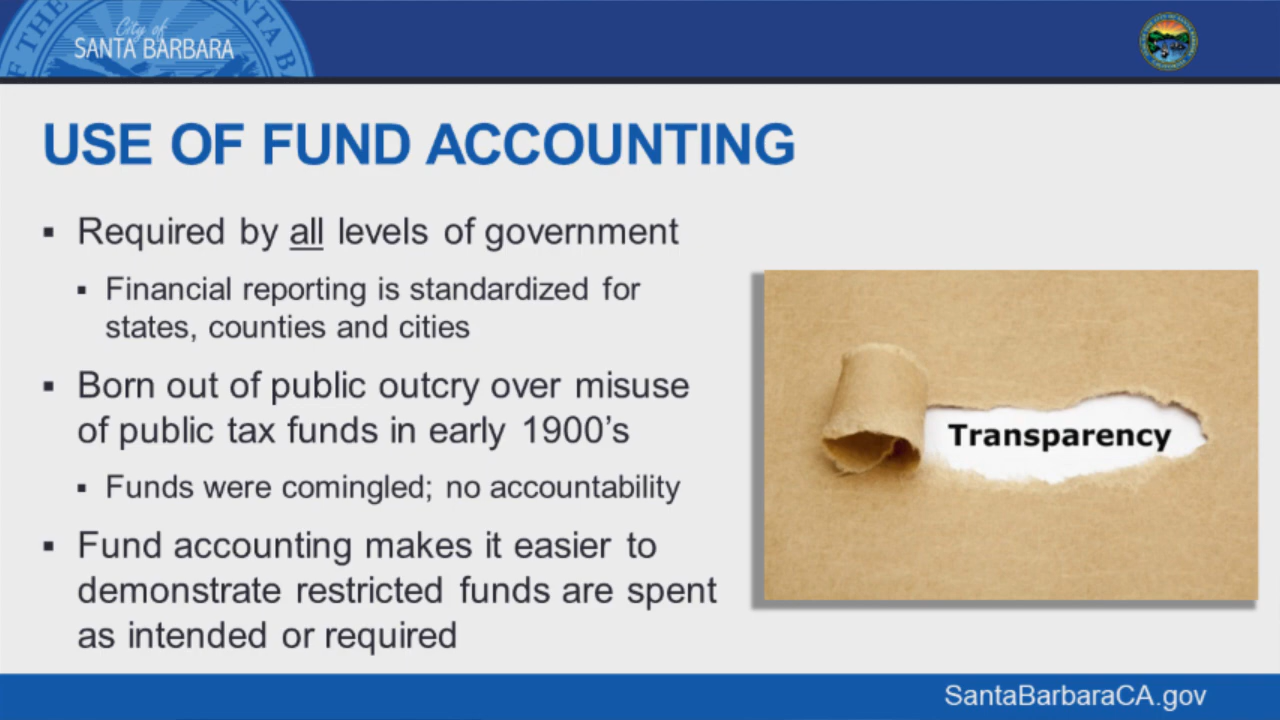 City of
SANTA BARBARA
USE OF FUND ACCOUNTING
▪ Required by all levels of government
▪ Financial reporting is standardized for
states, counties and cities
▪ Born out of public outcry over misuse
of public tax funds in early 1900’s
▪ Funds were comingled; no accountability
▪ Fund accounting makes it easier to
demonstrate restricted funds are spent
as intended or required
Transparency
SantaBarbaraCA.gov